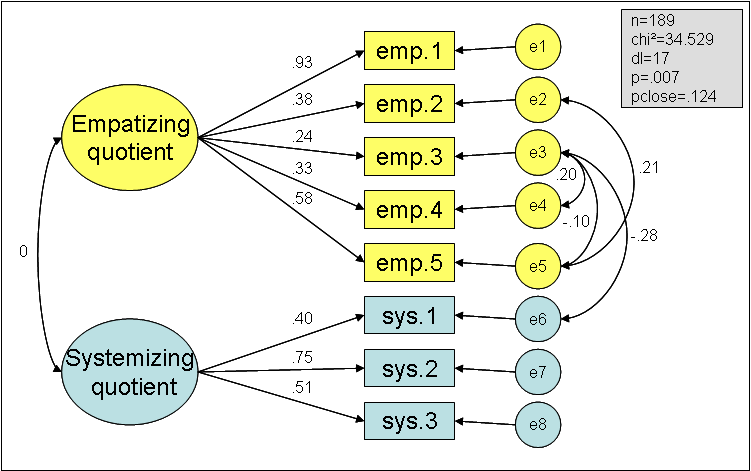 n=189
chi²=34.529
dl=17
p=.007
pclose=.124
Empatizing
quotient
.93
.38
.24
.33
.58
emp.1
emp.2
emp.3
emp.4
emp.5
e1
e2
e3
e4
e5
.20
-.10
.21
-.28
0
Systemizing
quotient
.40
.75
.51
sys.1
sys.2
sys.3
e6
e7
e8